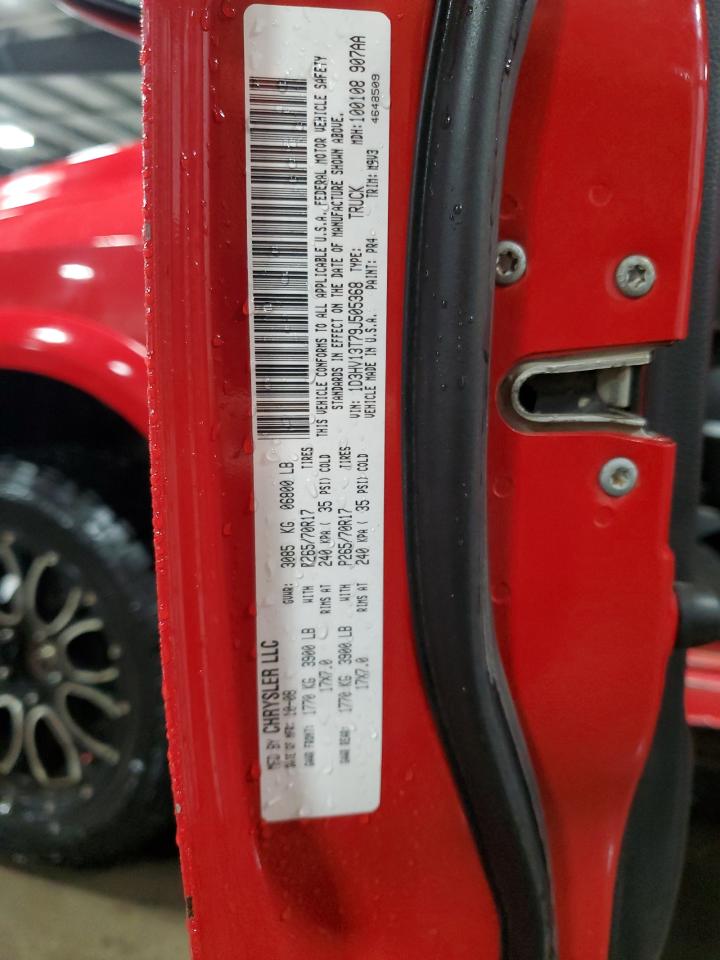 MFD BY CHRYSLER LLC
DATE OF MFR: 10-08 GVWR: 3085 KG 06800 LB
GAWR FRONT: 1770 KG 3900 LB WITH P265/70R17 TIRES
17X7.0 RIMS AT 240 KPA ( 35 PSI) COLD
GAWR REAR: 1770 KG 3900 LB WITH P265/70R17 TIRES
17X7.0 RIMS AT 240 KPA ( 35 PSI) COLD
THIS VEHICLE CONFORMS TO ALL APPLICABLE U.S.A. FEDERAL MOTOR VEHICLE SAFETY
STANDARDS IN EFFECT ON THE DATE OF MANUFACTURE SHOWN ABOVE.
VIN: 1D3HV13T79J505368 TYPE: TRUCK MDH:100108 907AA
VEHICLE MADE IN U.S.A. PAINT: PR4 TRIM: M9V3 4648509